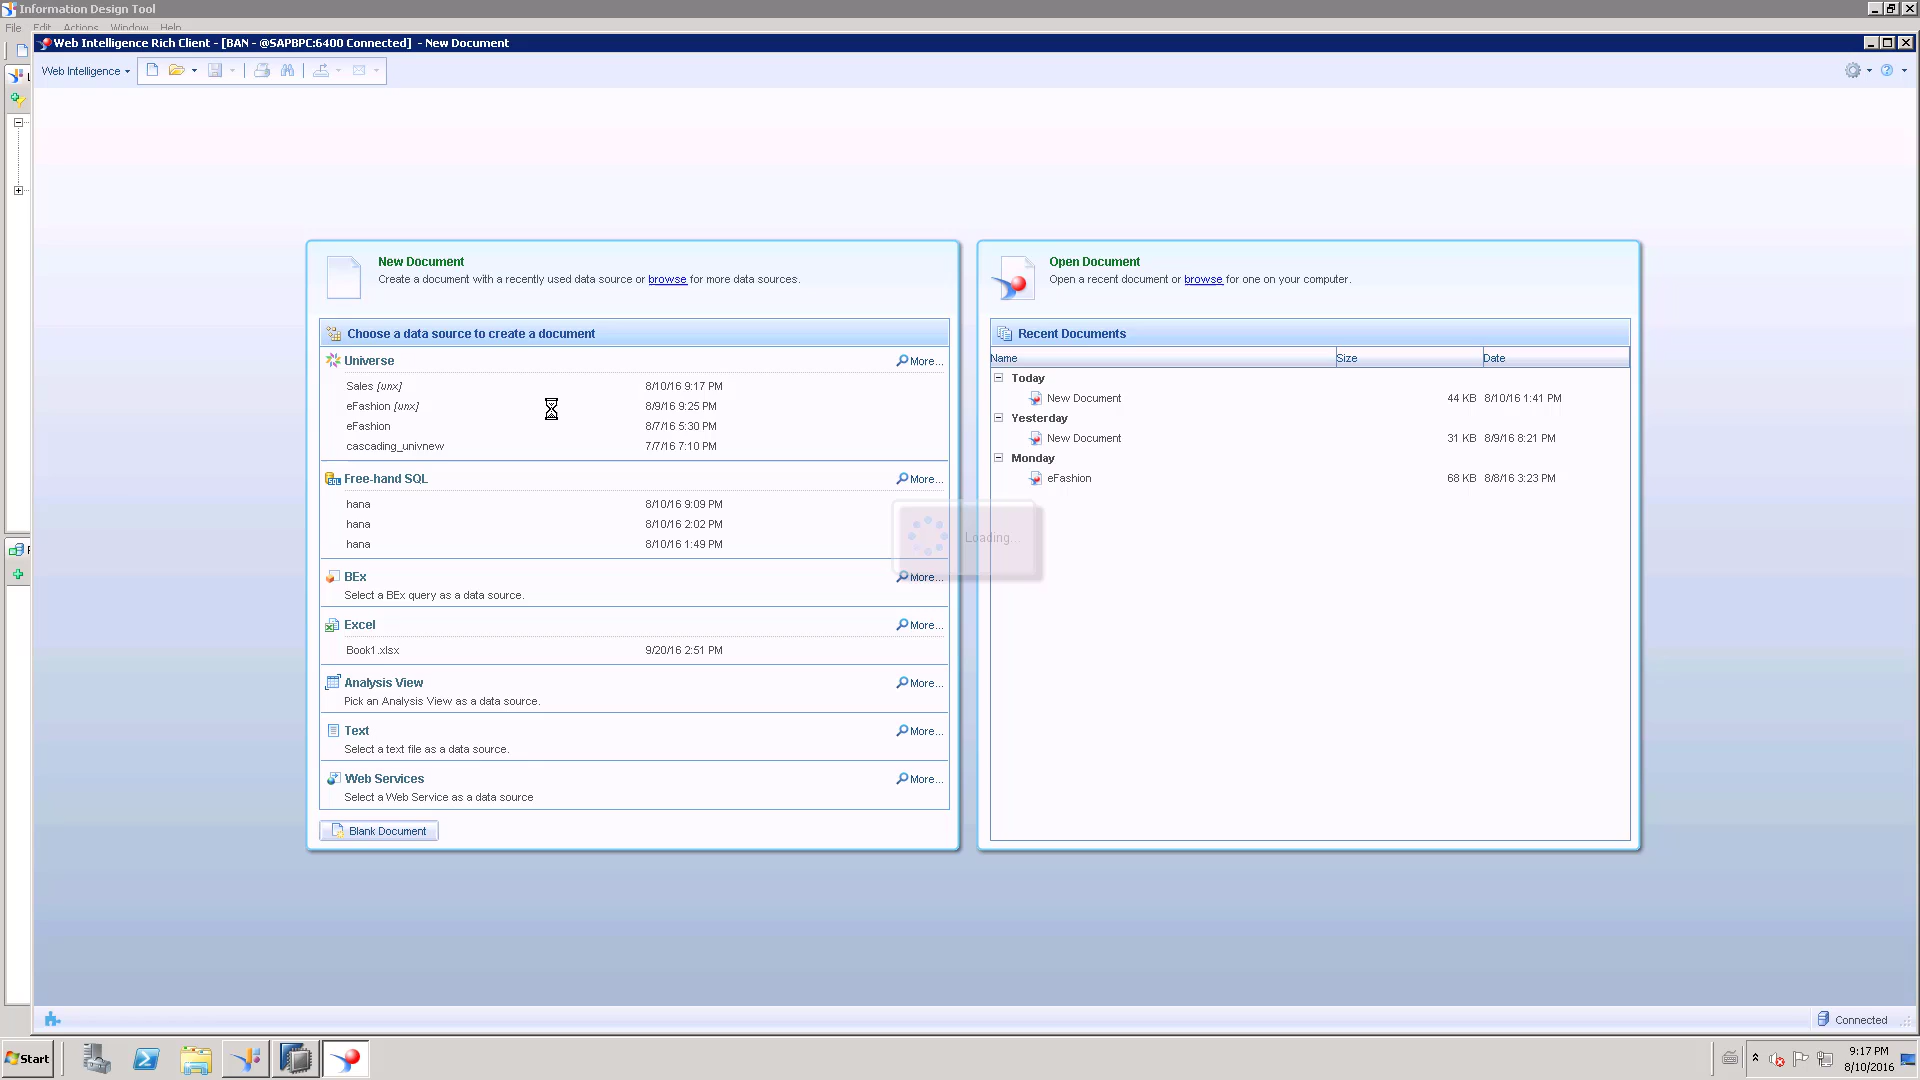 Information Design Tool
File Edit Actions Window Help
Web Intelligence Rich Client - [BAN - @SAPBPC:6400 Connected] - New Document
Web Intelligence
New Document
Create a document with a recently used data source or browse for more data sources.
Choose a data source to create a document
Universe More...
Sales [unx] 8/10/16 9:17 PM
eFashion [unx] 8/9/16 9:25 PM
eFashion 8/7/16 5:30 PM
cascading_univnew 7/7/16 7:10 PM
Free-hand SQL More...
hana 8/10/16 9:09 PM
hana 8/10/16 2:02 PM
hana 8/10/16 1:49 PM
BEx More...
Select a BEx query as a data source.
Excel More...
Book1.xlsx 9/20/16 2:51 PM
Analysis View More...
Pick an Analysis View as a data source.
Text More...
Select a text file as a data source.
Web Services More...
Select a Web Service as a data source
Blank Document
Open Document
Open a recent document or browse for one on your computer.
Recent Documents
Name Size Date
Today
New Document 44 KB 8/10/16 1:41 PM
Yesterday
New Document 31 KB 8/9/16 8:21 PM
Monday
eFashion 68 KB 8/8/16 3:23 PM
Loading...
Connected
Start
9:17 PM
8/10/2016